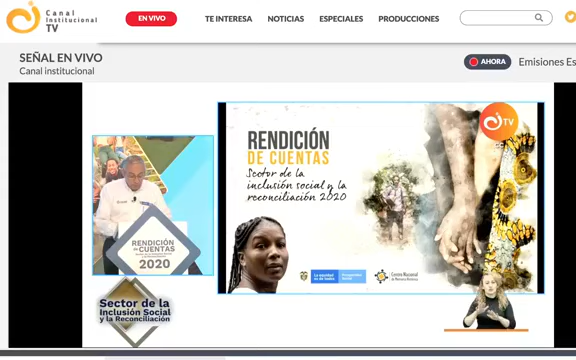 Canal
Institucional
TV
EN VIVO
TE INTERESA
NOTICIAS
ESPECIALES
PRODUCCIONES
SEÑAL EN VIVO
Canal institucional
AHORA
Emisiones Es
TV
RENDICIÓN
DE CUENTAS
Sector de la
inclusión social y la
reconciliación 2020
RENDICIÓN
DE CUENTAS
2020
Sector de la
Inclusión Social
y la Reconciliación
Centro Nacional
de Memoria Histórica